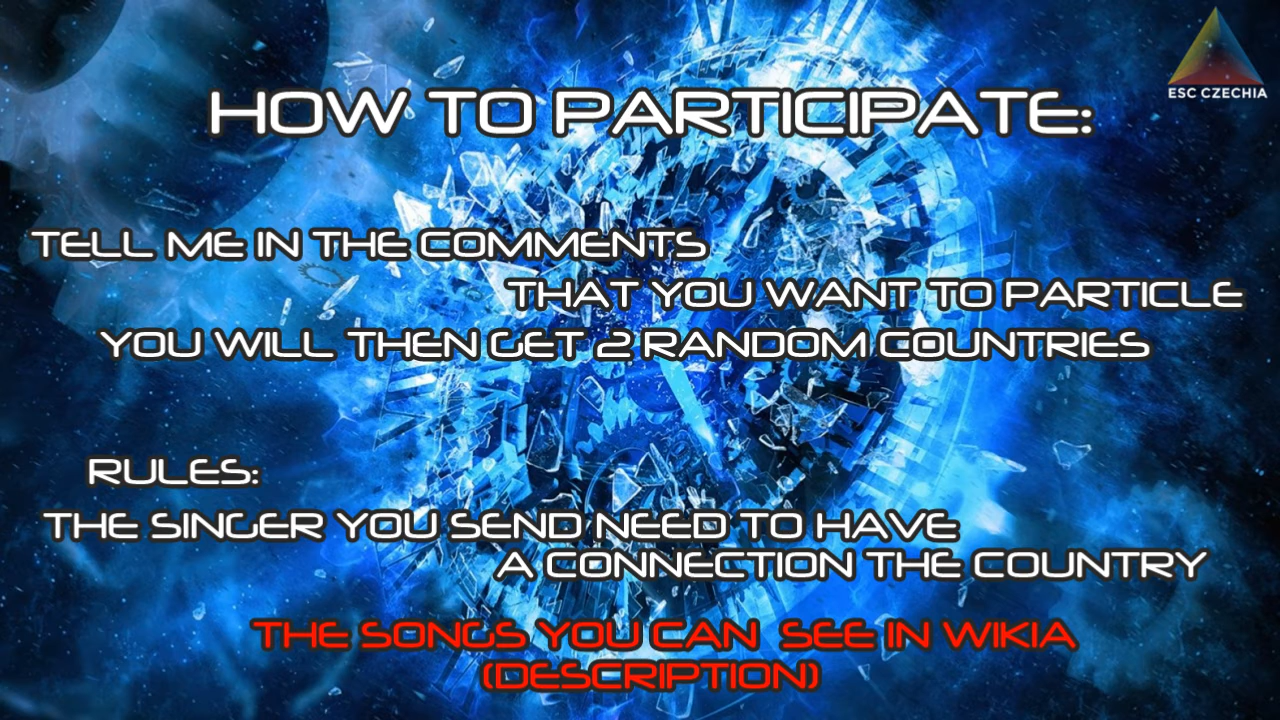 ESC CZECHIA
HOW TO PARTICIPATE:
TELL ME IN THE COMMENTS
THAT YOU WANT TO PARTICLE
YOU WILL THEN GET 2 RANDOM COUNTRIES
RULES:
THE SINGER YOU SEND NEED TO HAVE
A CONNECTION THE COUNTRY
THE SONGS YOU CAN SEE IN WIKIA
(DESCRIPTION)